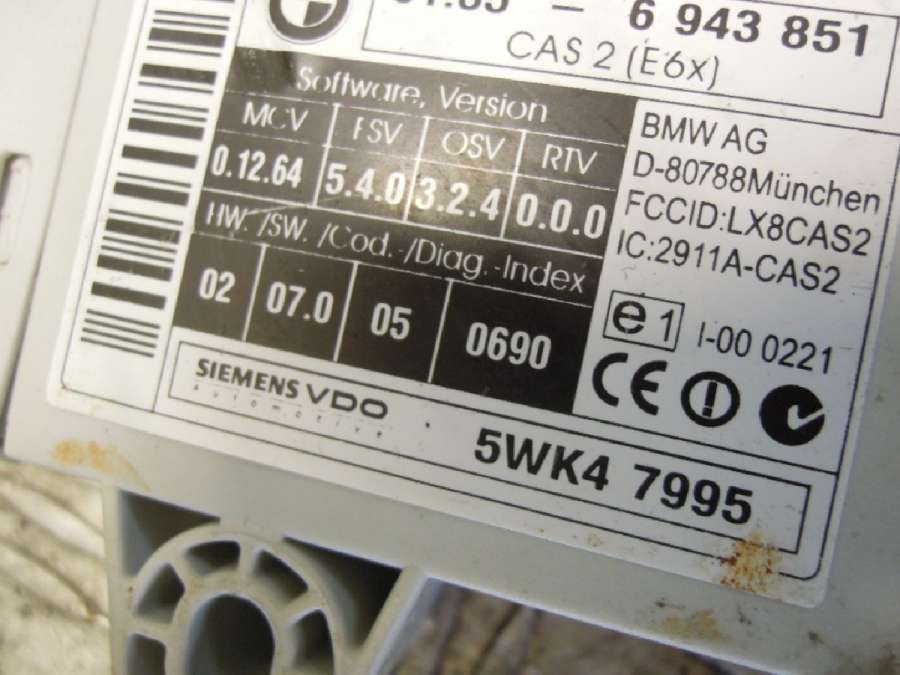 6 943 851
CAS 2 (E6x)
Software, Version
MCV FSV OSV RTV
0.12.64 5.4.0 3.2.4 0.0.0
HW. /SW. /Cod.-/Diag.-Index
02 07.0 05 0690
BMW AG
D-80788München
FCCID:LX8CAS2
IC:2911A-CAS2
e1 I-00 0221
CE
SIEMENS VDO
Automotive
5WK4 7995